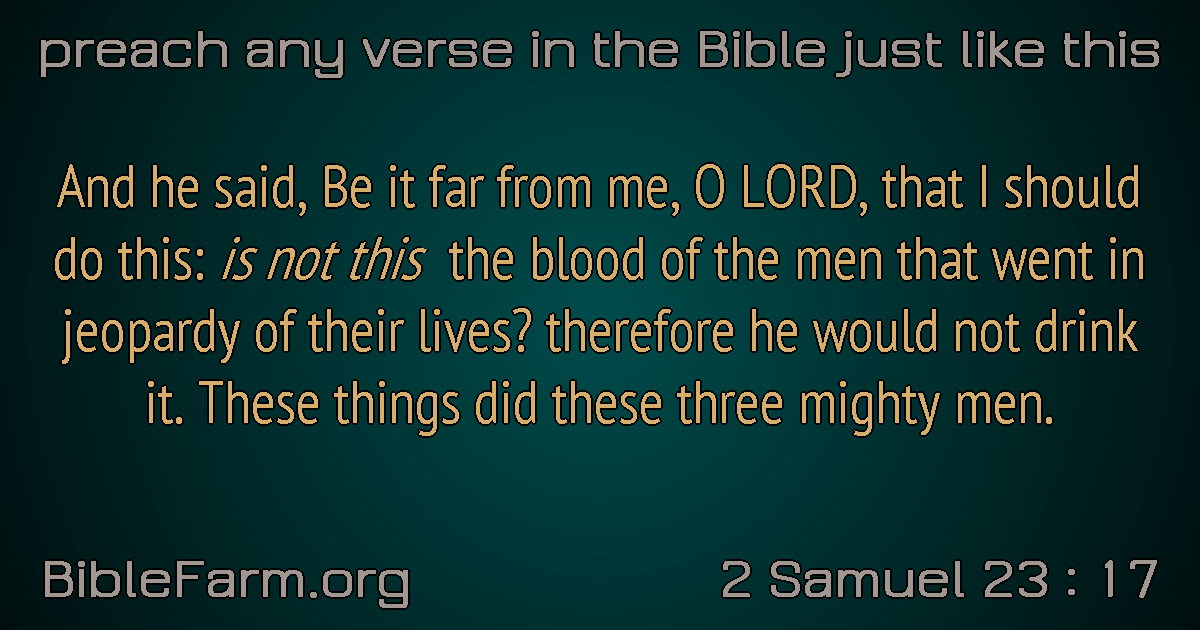 preach any verse in the Bible just like this
And he said, Be it far from me, O LORD, that I should
do this: is not this the blood of the men that went in
jeopardy of their lives? therefore he would not drink
it. These things did these three mighty men.
BibleFarm.org
2 Samuel 23 : 17